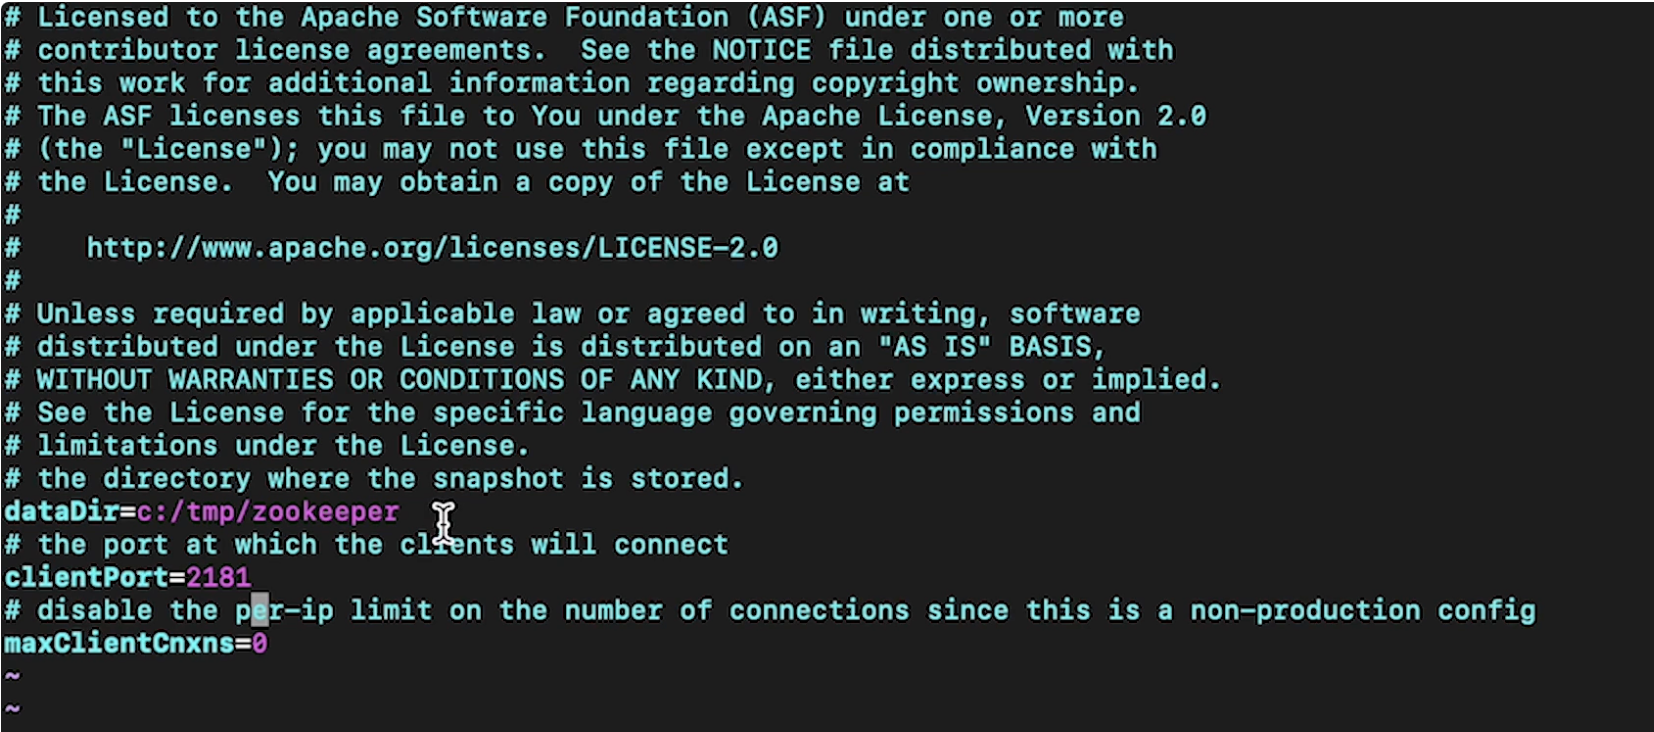 # Licensed to the Apache Software Foundation (ASF) under one or more
# contributor license agreements.  See the NOTICE file distributed with
# this work for additional information regarding copyright ownership.
# The ASF licenses this file to You under the Apache License, Version 2.0
# (the "License"); you may not use this file except in compliance with
# the License.  You may obtain a copy of the License at
#
#    http://www.apache.org/licenses/LICENSE-2.0
#
# Unless required by applicable law or agreed to in writing, software
# distributed under the License is distributed on an "AS IS" BASIS,
# WITHOUT WARRANTIES OR CONDITIONS OF ANY KIND, either express or implied.
# See the License for the specific language governing permissions and
# limitations under the License.
# the directory where the snapshot is stored.
dataDir=c:/tmp/zookeeper
# the port at which the clients will connect
clientPort=2181
# disable the per-ip limit on the number of connections since this is a non-production config
maxClientCnxns=0
~
~